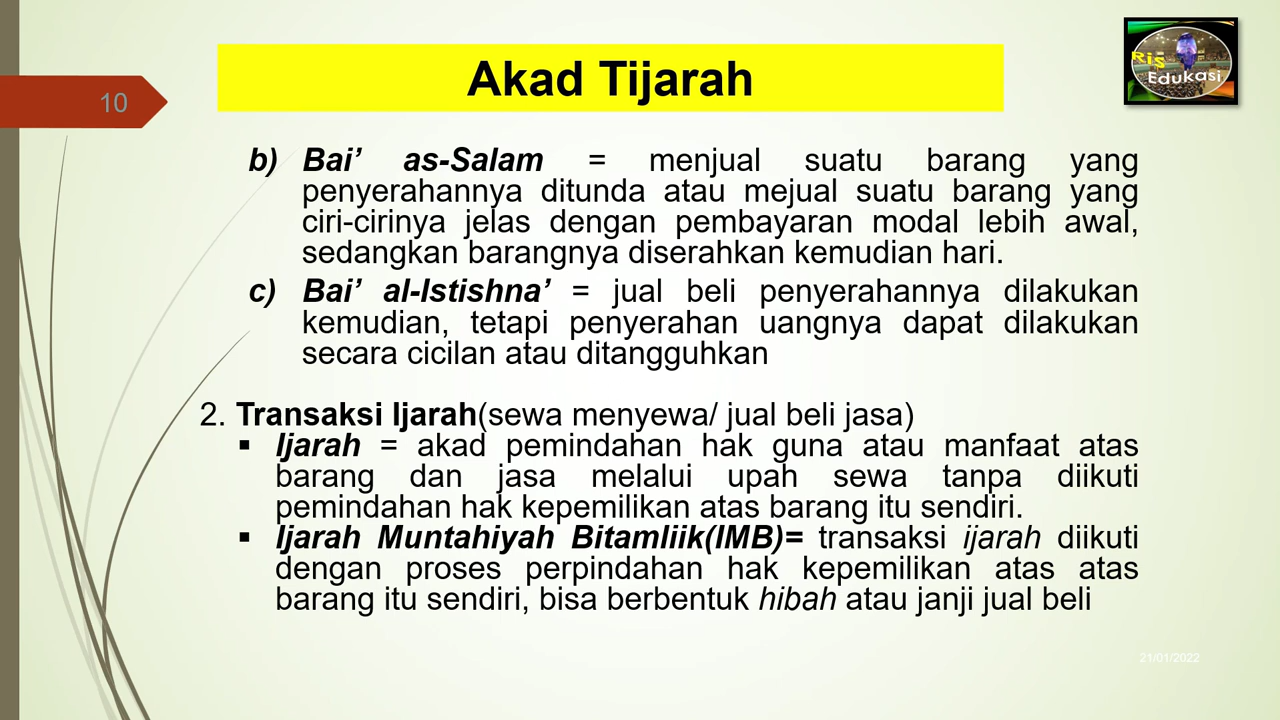 Akad Tijarah
Ris
Edukasi
10
b) Bai’ as-Salam = menjual suatu barang yang
penyerahannya ditunda atau mejual suatu barang yang
ciri-cirinya jelas dengan pembayaran modal lebih awal,
sedangkan barangnya diserahkan kemudian hari.
c) Bai’ al-Istishna’ = jual beli penyerahannya dilakukan
kemudian, tetapi penyerahan uangnya dapat dilakukan
secara cicilan atau ditangguhkan
2. Transaksi Ijarah(sewa menyewa/ jual beli jasa)
▪ Ijarah = akad pemindahan hak guna atau manfaat atas
barang dan jasa melalui upah sewa tanpa diikuti
pemindahan hak kepemilikan atas barang itu sendiri.
▪ Ijarah Muntahiyah Bitamliik(IMB)= transaksi ijarah diikuti
dengan proses perpindahan hak kepemilikan atas atas
barang itu sendiri, bisa berbentuk hibah atau janji jual beli
21/01/2022